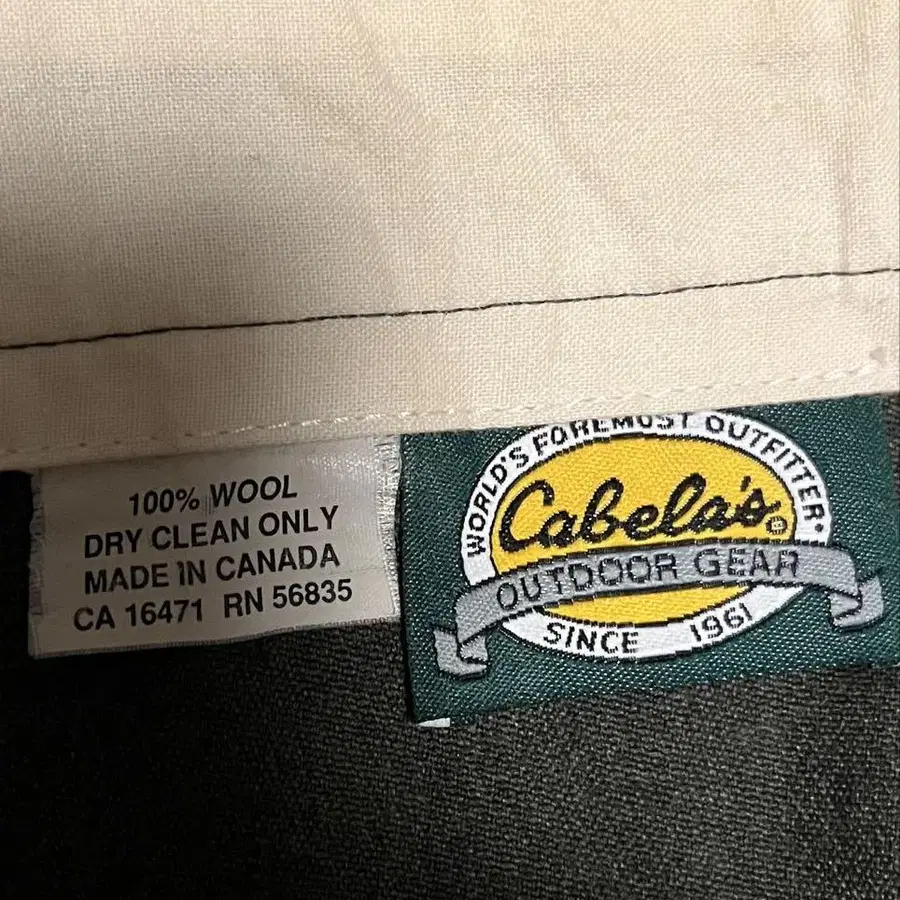 100% WOOL
DRY CLEAN ONLY
MADE IN CANADA
CA 16471 RN 56835
WORLD'S FOREMOST OUTFITTER®
Cabela's®
OUTDOOR GEAR
SINCE 1961